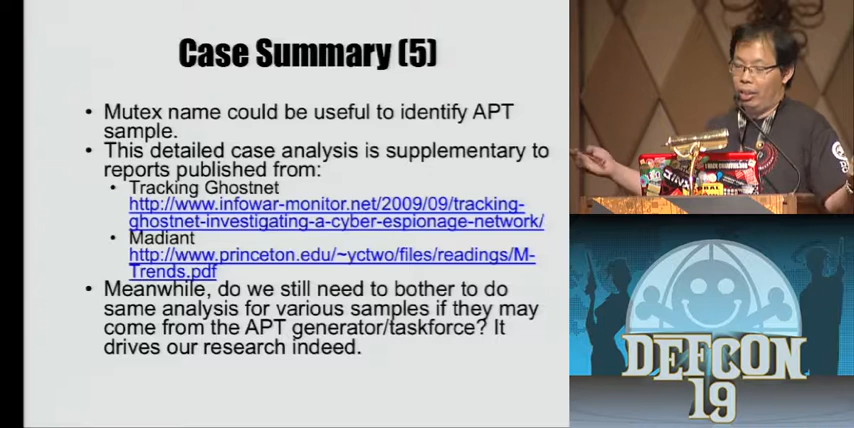 Case Summary (5)
• Mutex name could be useful to identify APT
sample.
• This detailed case analysis is supplementary to
reports published from:
• Tracking Ghostnet
http://www.infowar-monitor.net/2009/09/tracking-
ghostnet-investigating-a-cyber-espionage-network/
• Madiant
http://www.princeton.edu/~yctwo/files/readings/M-
Trends.pdf
• Meanwhile, do we still need to bother to do
same analysis for various samples if they may
come from the APT generator/taskforce? It
drives our research indeed.
DEFCON
19